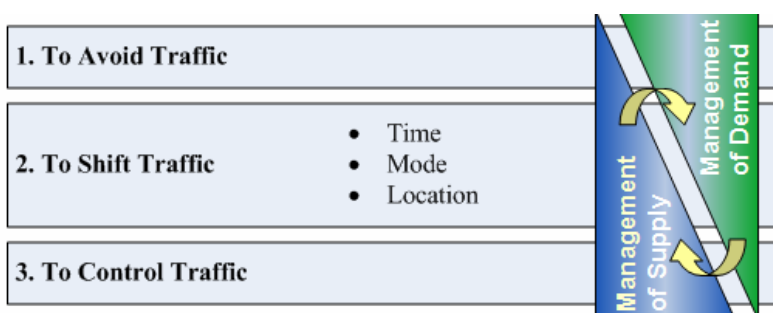 1. To Avoid Traffic
2. To Shift Traffic
• Time
• Mode
• Location
3. To Control Traffic
Management
of Supply
Management
of Demand